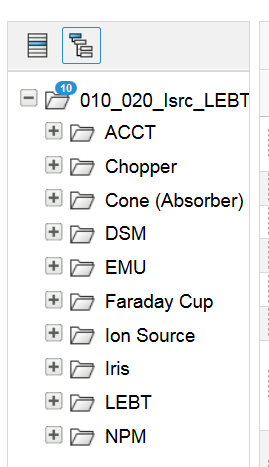 10
010_020_Isrc_LEBT
ACCT
Chopper
Cone (Absorber)
DSM
EMU
Faraday Cup
Ion Source
Iris
LEBT
NPM